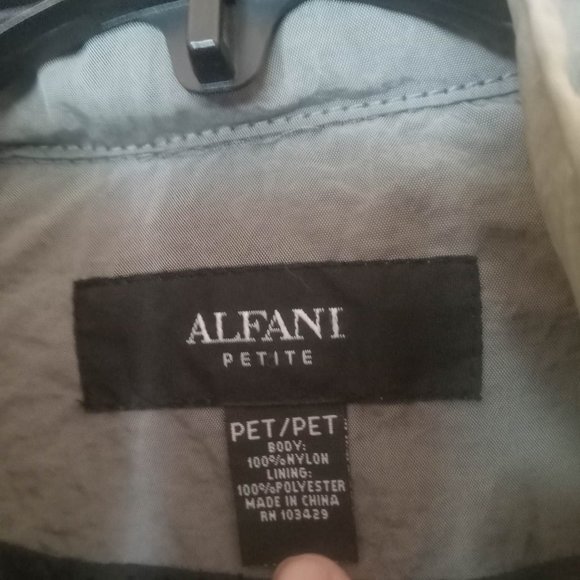 ALFANI
PETITE
PET/PET
BODY:
100%NYLON
LINING:
100%POLYESTER
MADE IN CHINA
RN 103429